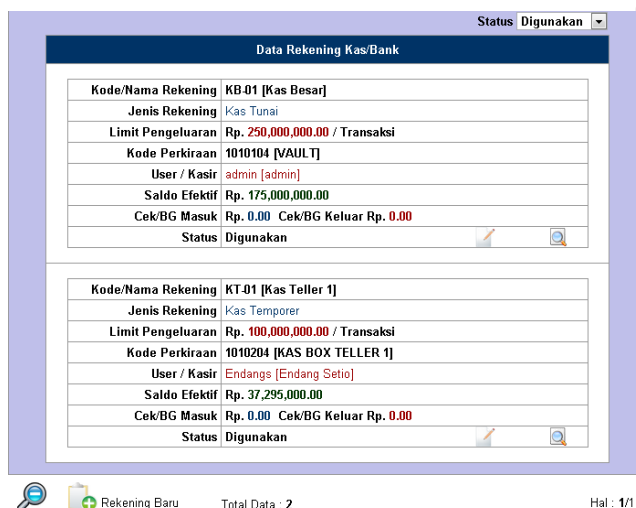 Status Digunakan
Data Rekening Kas/Bank
Kode/Nama Rekening KB-01 [Kas Besar]
Jenis Rekening Kas Tunai
Limit Pengeluaran Rp. 250,000,000.00 / Transaksi
Kode Perkiraan 1010104 [VAULT]
User / Kasir admin [admin]
Saldo Efektif Rp. 175,000,000.00
Cek/BG Masuk Rp. 0.00 Cek/BG Keluar Rp. 0.00
Status Digunakan
Kode/Nama Rekening KT-01 [Kas Teller 1]
Jenis Rekening Kas Temporer
Limit Pengeluaran Rp. 100,000,000.00 / Transaksi
Kode Perkiraan 1010204 [KAS BOX TELLER 1]
User / Kasir Endangs [Endang Setio]
Saldo Efektif Rp. 37,295,000.00
Cek/BG Masuk Rp. 0.00 Cek/BG Keluar Rp. 0.00
Status Digunakan
Rekening Baru Total Data : 2 Hal : 1/1